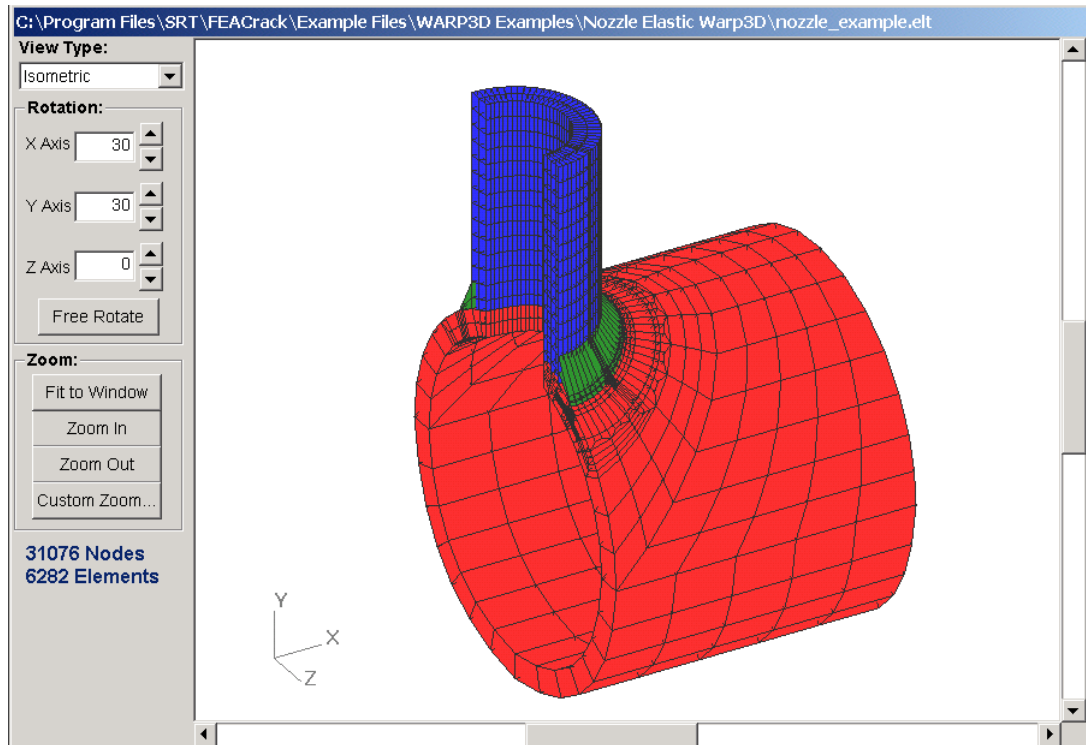 C:\Program Files\SRT\FEACrack\Example Files\WARP3D Examples\Nozzle Elastic Warp3D\nozzle_example.elt
View Type:
Isometric
Rotation:
X Axis 30
Y Axis 30
Z Axis 0
Free Rotate
Zoom:
Fit to Window
Zoom In
Zoom Out
Custom Zoom...
31076 Nodes
6282 Elements
Y
X
Z